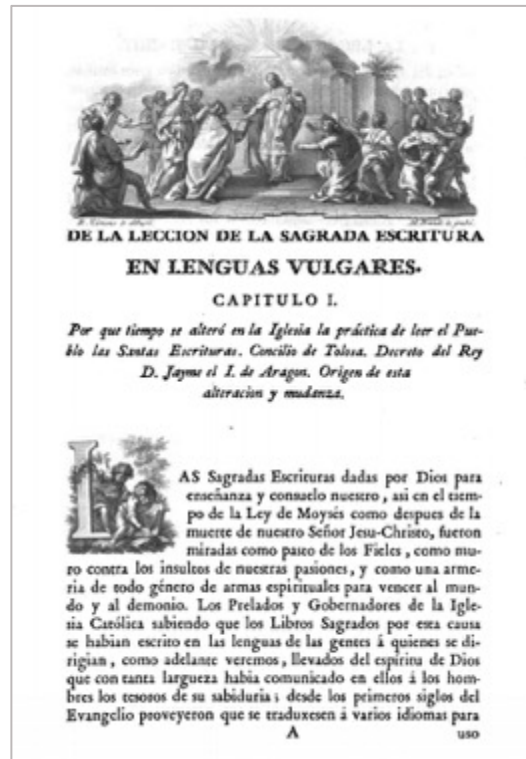 DE LA LECCION DE LA SAGRADA ESCRITURA
EN LENGUAS VULGARES.
CAPITULO I.
Por que tiempo se alteró en la Iglesia la práctica de leer el Pue-
blo las Santas Escrituras. Concilio de Tolosa. Decreto del Rey
D. Jayme el I. de Aragon. Origen de esta
alteracion y mudanza.
LAS Sagradas Escrituras dadas por Dios para
enseñanza y consuelo nuestro, asi en el tiem-
po de la Ley de Moysés como despues de la
muerte de nuestro Señor Jesu-Christo, fueron
miradas como pasto de los Fieles, como mu-
ro contra los insultos de nuestras pasiones, y como una arme-
ria de todo género de armas espirituales para vencer al mun-
do y al demonio. Los Prelados y Gobernadores de la Igle-
sia Católica sabiendo que los Libros Sagrados por esta causa
se habian escrito en las lenguas de las gentes á quienes se di-
rigian, como adelante veremos, llevados del espíritu de Dios
que con tanta largueza habia comunicado en ellos á los hom-
bres los tesoros de su sabiduría; desde los primeros siglos del
Evangelio proveyeron que se traduxesen á varios idiomas para
A uso